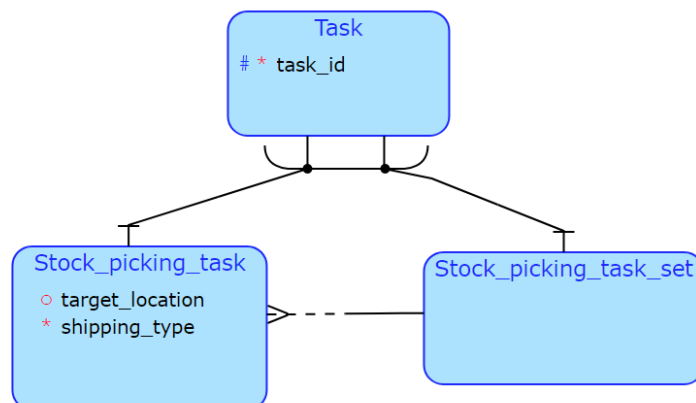 Task
# * task_id
Stock_picking_task
o target_location
* shipping_type
Stock_picking_task_set